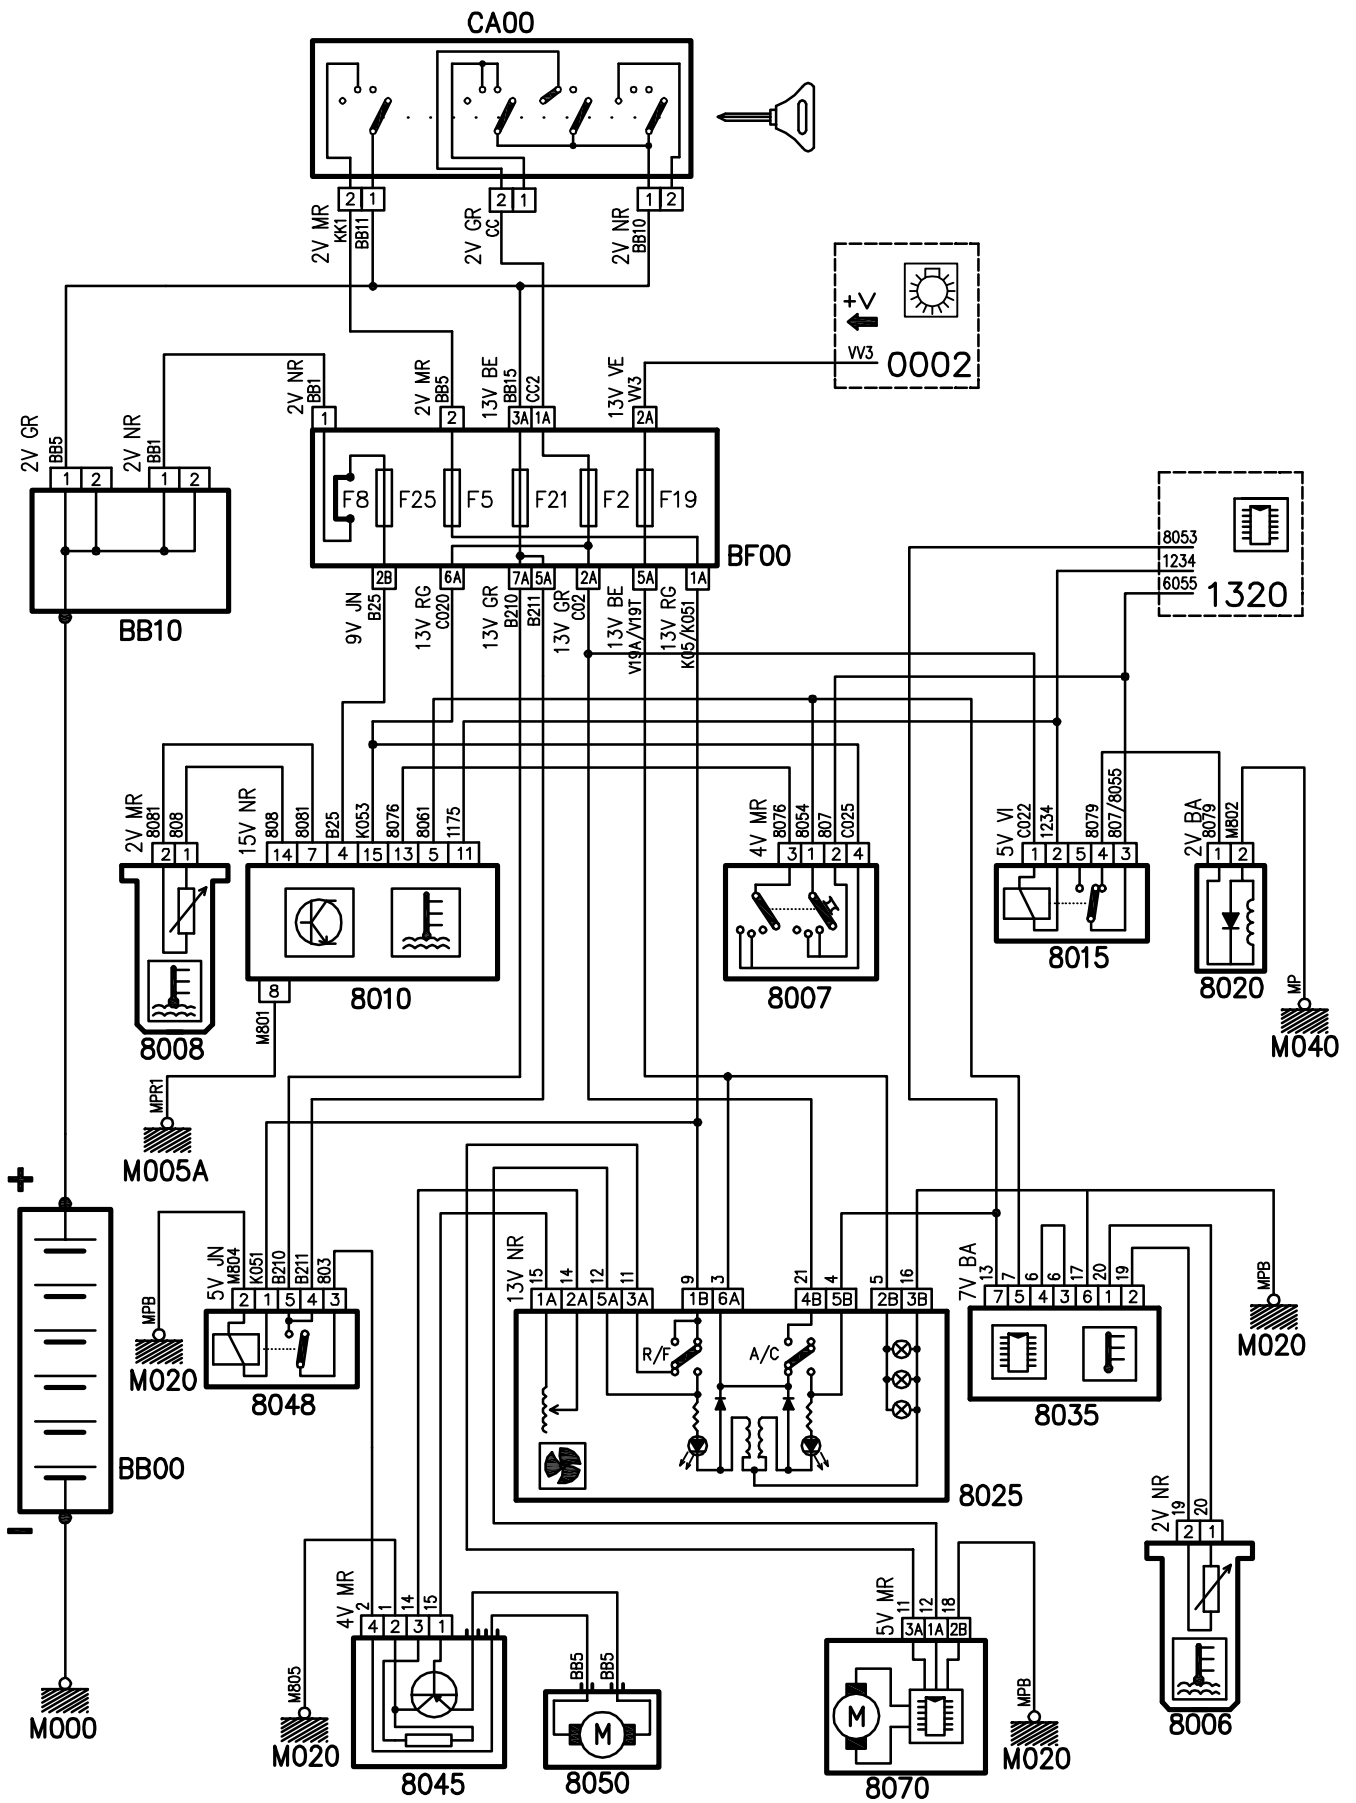 CA00
2 1 2 1 1 2
2V MR KK1 BB11 2V GR CC 2V NR BB10
+V
VV3 0002
2V GR BB5 2V NR BB1
2V NR BB1 2V MR BB5 13V BE BB15 CC2 13V VE VV3
1 2 3A 1A 2A
1 2 1 2
F8 F25 F5 F21 F2 F19
BF00
BB10
2B 6A 7A 5A 2A 5A 1A
9V JN B25 13V RG C020 13V GR B210 B211 13V GR C02 13V BE V19A/V19T 13V RG K05/K051
8053
1234
6055 1320
2V MR 8081 808 15V NR 808 8081 B25 K053 8076 8061 1175
4V MR 8076 8054 807 C025
5V VI C022 1234 8079 807/8055
2V BA 8079 M802
2 1 14 7 4 15 13 5 11 3 1 2 4 1 2 5 4 3 1 2
8
8008 8010 8007 8015 8020
M801
MP
M040
MPR1
M005A
+
5V JN M804 K051 B210 B211 803
13V NR 15 14 12 11 9 3 21 4 5 16
7V BA 13 7 6 6 17 20 19
2 1 5 4 3
1A 2A 5A 3A 1B 6A 4B 5B 2B 3B
7 5 4 3 6 1 2
MPB
M020
MPB
M020
R/F A/C
8048
8035
BB00
8025
-
2V NR 19 20
2 1
4V MR 2 1 14 15
4 2 3 1
5V MR 11 12 18
3A 1A 2B
M805
BB5 BB5
MPB
M M
M000
M020
8045
8050
8070
M020
8006